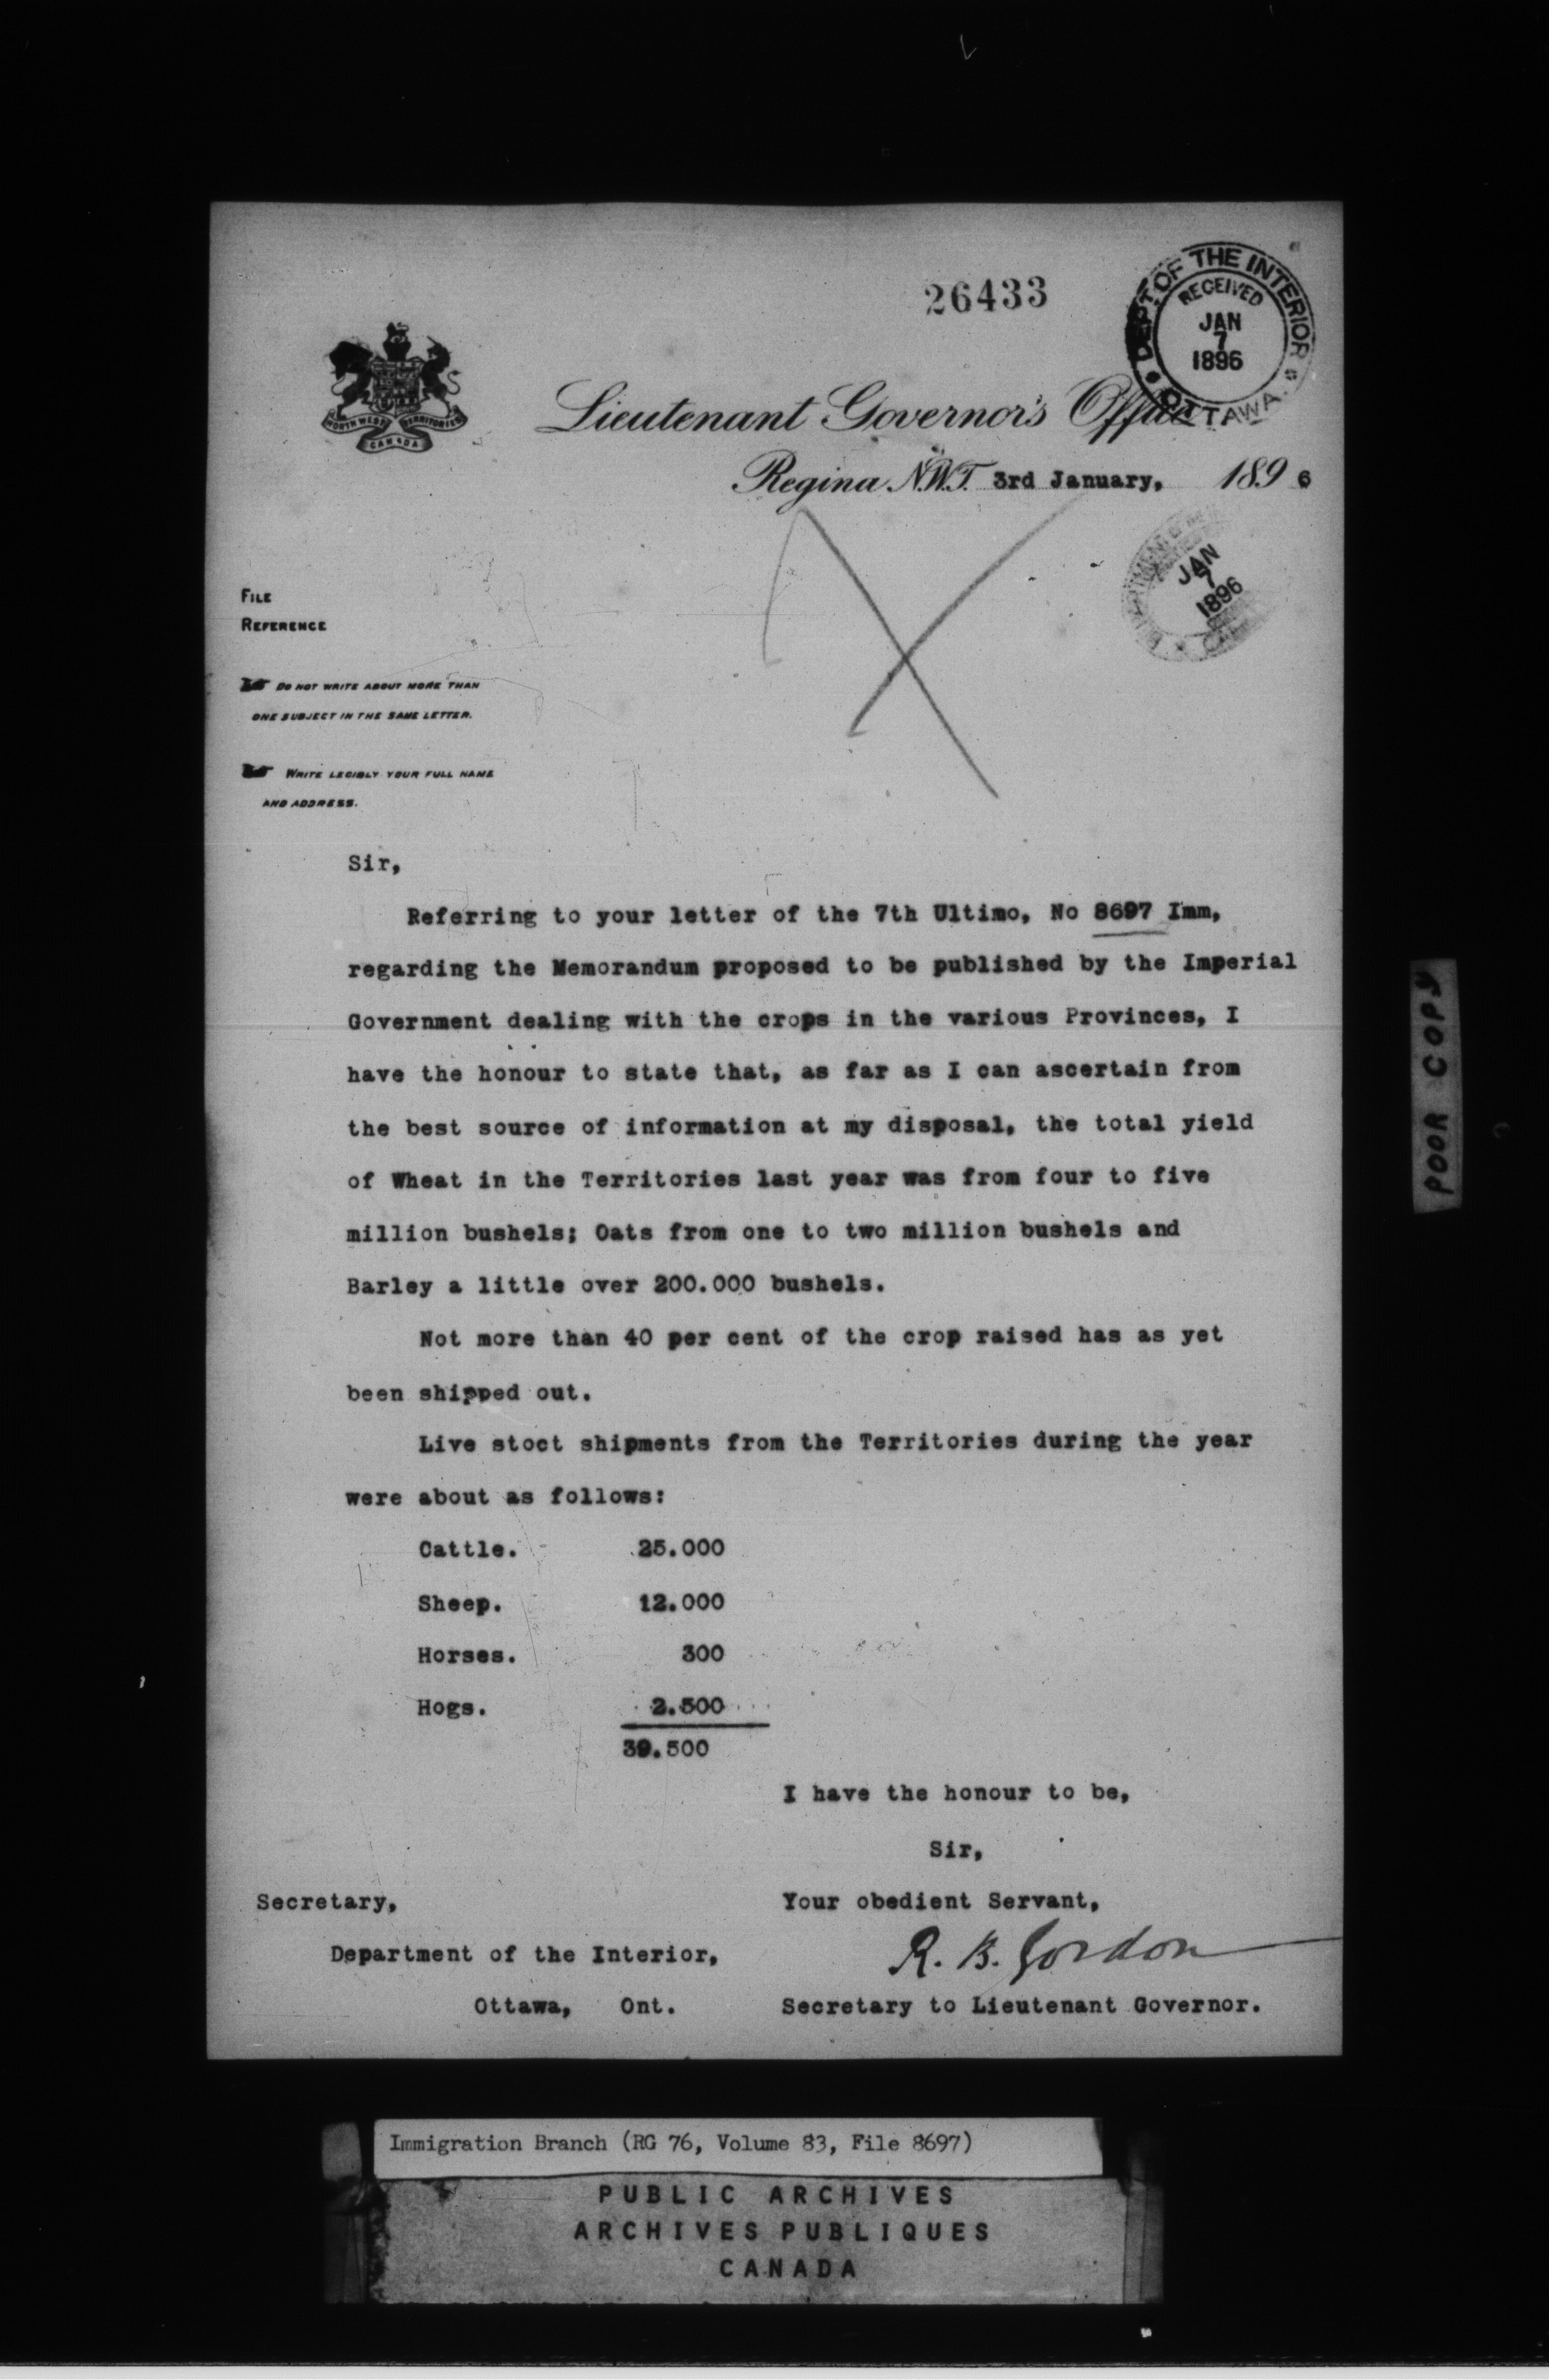 26433
DEPT OF THE INTERIOR
RECEIVED
JAN
7
1896
OTTAWA
NORTH WEST TERRITORIES
CANADA
Lieutenant Governor's Office
Regina N.W.T. 3rd January, 1896
JAN
7
1896
FILE
REFERENCE
DO NOT WRITE ABOUT MORE THAN
ONE SUBJECT IN THE SAME LETTER.
WRITE LEGIBLY YOUR FULL NAME
AND ADDRESS.
Sir,
Referring to your letter of the 7th Ultimo, No 8697 Imm,
regarding the Memorandum proposed to be published by the Imperial
Government dealing with the crops in the various Provinces, I
have the honour to state that, as far as I can ascertain from
the best source of information at my disposal, the total yield
of Wheat in the Territories last year was from four to five
million bushels; Oats from one to two million bushels and
Barley a little over 200.000 bushels.
Not more than 40 per cent of the crop raised has as yet
been shipped out.
Live stoct shipments from the Territories during the year
were about as follows:
Cattle. 25.000
Sheep. 12.000
Horses. 300
Hogs. 2.500
39.500
I have the honour to be,
Sir,
Secretary, Your obedient Servant,
Department of the Interior, R. B. Gordon
Ottawa, Ont. Secretary to Lieutenant Governor.
POOR COPY
Immigration Branch (RG 76, Volume 83, File 8697)
PUBLIC ARCHIVES
ARCHIVES PUBLIQUES
CANADA